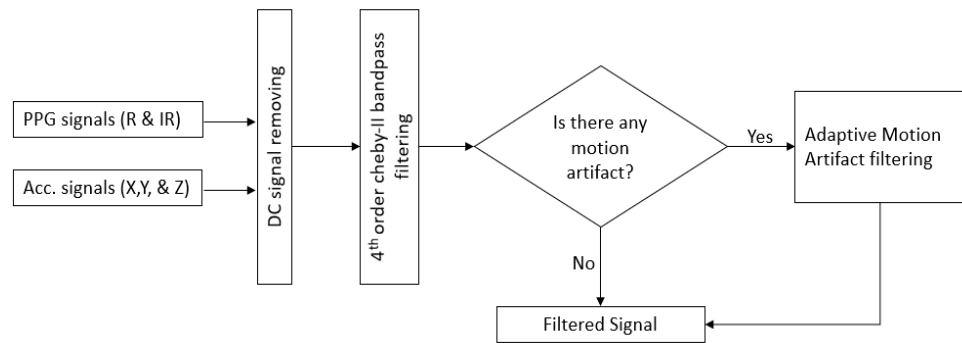 PPG signals (R & IR)
Acc. signals (X,Y, & Z)
DC signal removing
4th order cheby-II bandpass
filtering
Is there any
motion
artifact?
Yes
Adaptive Motion
Artifact filtering
No
Filtered Signal